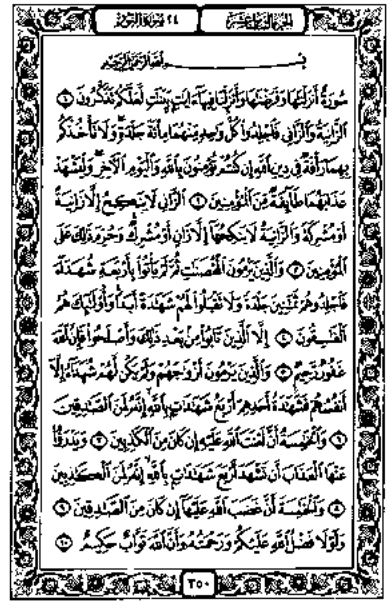 الجزء الثامن عشر ٢٤ سورة النور
بسم الله الرحمن الرحيم
سورة أنزلناها وفرضناها وأنزلنا فيها ءايات بينات لعلكم تذكرون ١
الزانية والزاني فاجلدوا كل واحد منهما مائة جلدة ولا تأخذكم
بهما رأفة في دين الله إن كنتم تؤمنون بالله واليوم الآخر وليشهد
عذابهما طائفة من المؤمنين ٢ الزاني لا ينكح إلا زانية
أو مشركة والزانية لا ينكحها إلا زان أو مشرك وحرم ذلك على
المؤمنين ٣ والذين يرمون المحصنات ثم لم يأتوا بأربعة شهداء
فاجلدوهم ثمانين جلدة ولا تقبلوا لهم شهادة أبدا وأولئك هم
الفاسقون ٤ إلا الذين تابوا من بعد ذلك وأصلحوا فإن الله
غفور رحيم ٥ والذين يرمون أزواجهم ولم يكن لهم شهداء إلا
أنفسهم فشهادة أحدهم أربع شهادات بالله إنه لمن الصادقين
٦ والخامسة أن لعنت الله عليه إن كان من الكاذبين ٧ ويدرؤا
عنها العذاب أن تشهد أربع شهادات بالله إنه لمن الكاذبين
٨ والخامسة أن غضب الله عليها إن كان من الصادقين ٩
ولولا فضل الله عليكم ورحمته وأن الله تواب حكيم ١٠
٣٥٠